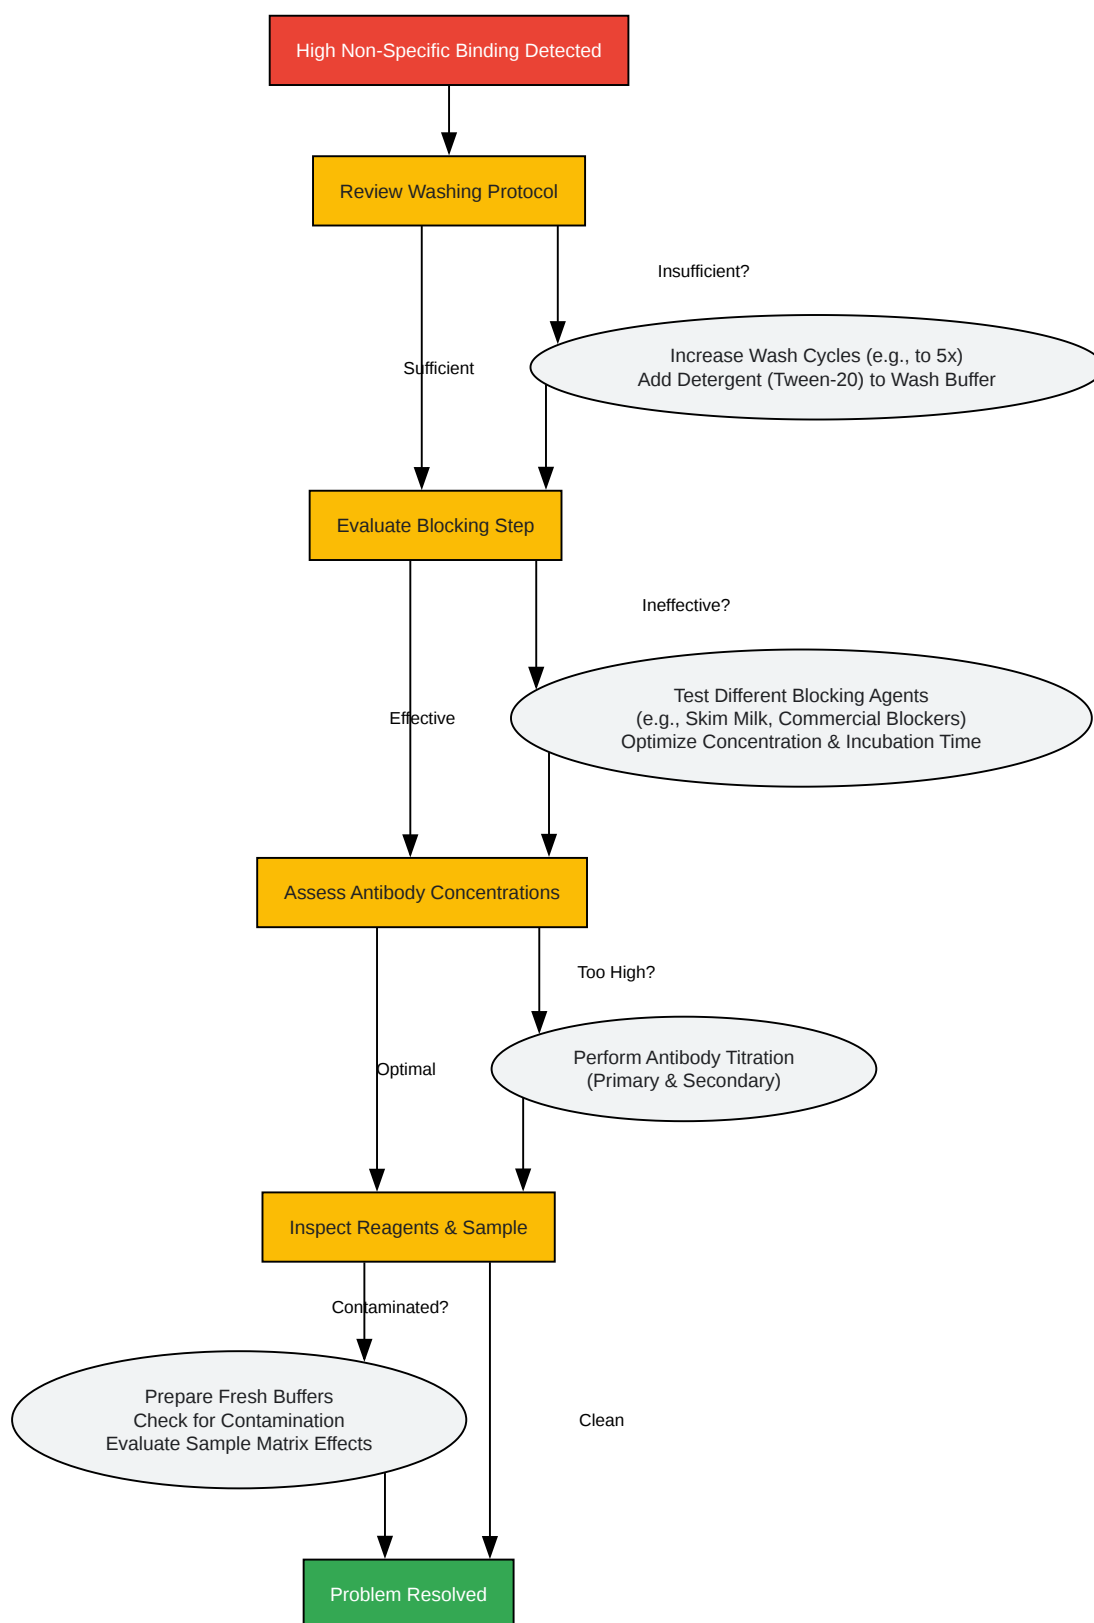 High Non-Specific Binding Detected
Review Washing Protocol
Insufficient?
Increase Wash Cycles (e.g., to 5x)
Add Detergent (Tween-20) to Wash Buffer
Sufficient
Evaluate Blocking Step
Ineffective?
Test Different Blocking Agents
(e.g., Skim Milk, Commercial Blockers)
Optimize Concentration & Incubation Time
Effective
Assess Antibody Concentrations
Too High?
Perform Antibody Titration
(Primary & Secondary)
Optimal
Inspect Reagents & Sample
Contaminated?
Prepare Fresh Buffers
Check for Contamination
Evaluate Sample Matrix Effects
Clean
Problem Resolved